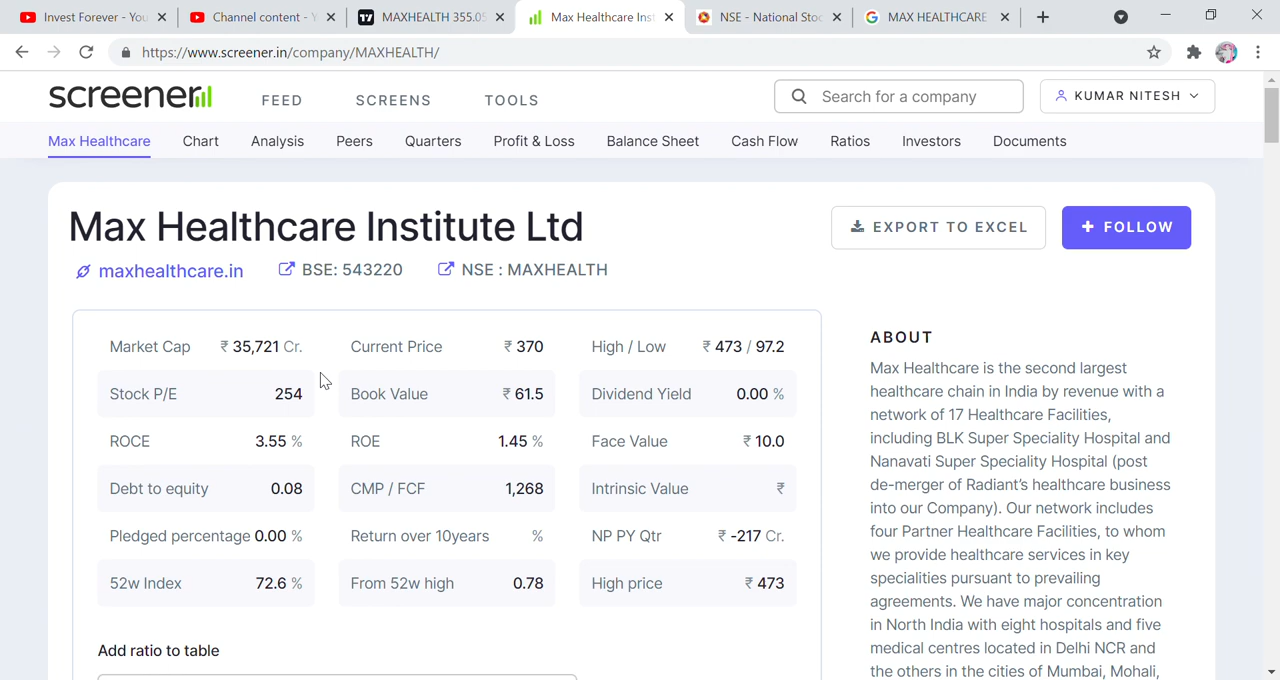 Invest Forever - You
Channel content - Y
MAXHEALTH 355.05
Max Healthcare Inst
NSE - National Stoc
MAX HEALTHCARE
https://www.screener.in/company/MAXHEALTH/
screener
FEED
SCREENS
TOOLS
Search for a company
KUMAR NITESH
Max Healthcare
Chart
Analysis
Peers
Quarters
Profit & Loss
Balance Sheet
Cash Flow
Ratios
Investors
Documents
Max Healthcare Institute Ltd
EXPORT TO EXCEL
+ FOLLOW
maxhealthcare.in
BSE: 543220
NSE : MAXHEALTH
Market Cap ₹ 35,721 Cr.
Current Price ₹ 370
High / Low ₹ 473 / 97.2
Stock P/E 254
Book Value ₹ 61.5
Dividend Yield 0.00 %
ROCE 3.55 %
ROE 1.45 %
Face Value ₹ 10.0
Debt to equity 0.08
CMP / FCF 1,268
Intrinsic Value ₹
Pledged percentage 0.00 %
Return over 10years %
NP PY Qtr ₹ -217 Cr.
52w Index 72.6 %
From 52w high 0.78
High price ₹ 473
Add ratio to table
ABOUT
Max Healthcare is the second largest
healthcare chain in India by revenue with a
network of 17 Healthcare Facilities,
including BLK Super Speciality Hospital and
Nanavati Super Speciality Hospital (post
de-merger of Radiant's healthcare business
into our Company). Our network includes
four Partner Healthcare Facilities, to whom
we provide healthcare services in key
specialities pursuant to prevailing
agreements. We have major concentration
in North India with eight hospitals and five
medical centres located in Delhi NCR and
the others in the cities of Mumbai, Mohali,